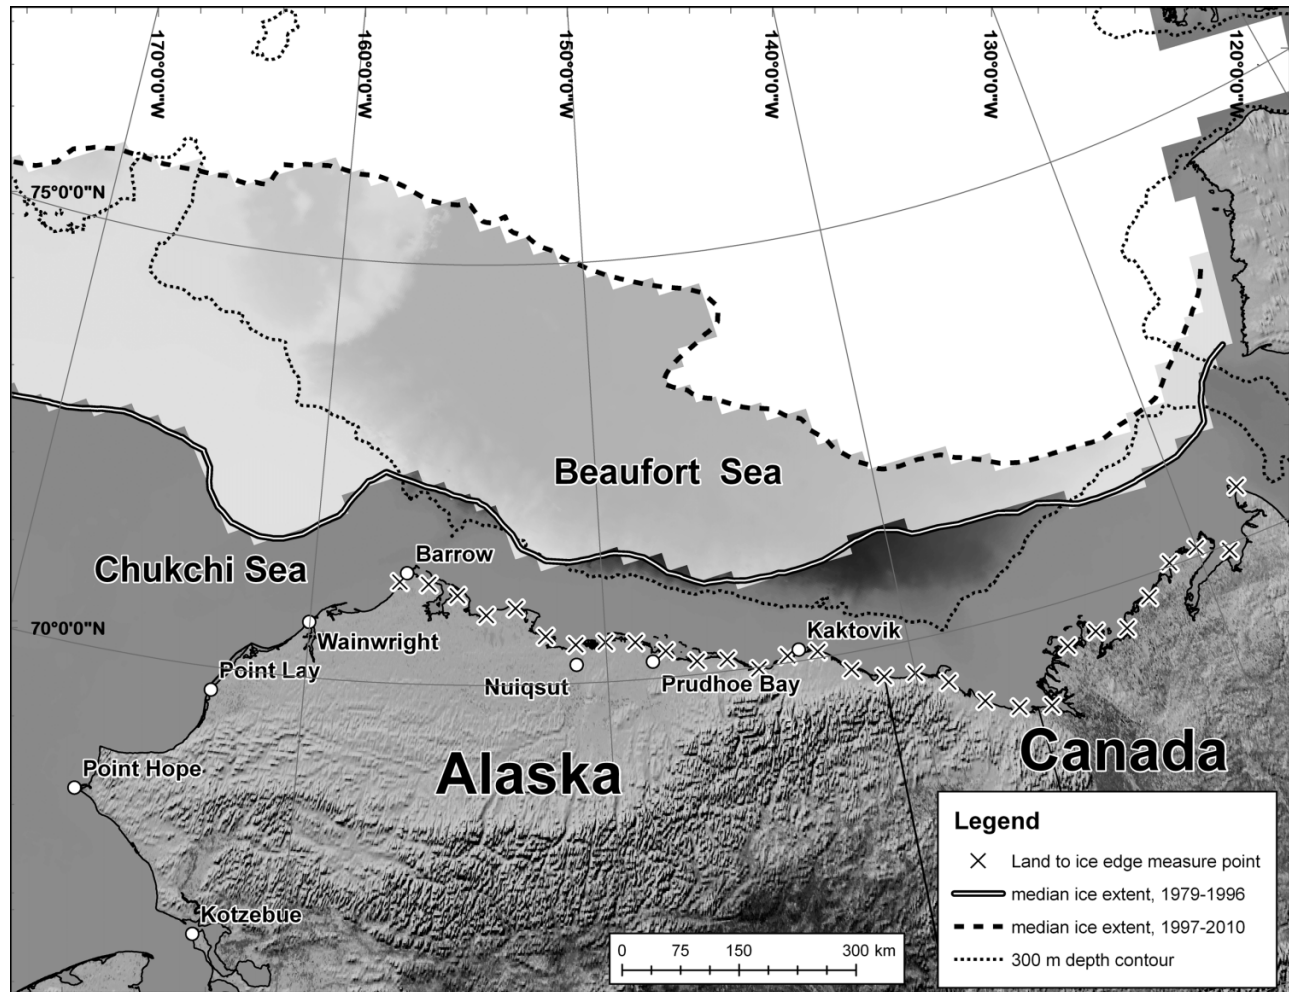 170°0'0"W
160°0'0"W
150°0'0"W
140°0'0"W
130°0'0"W
120°0'0"W
75°0'0"N
Beaufort Sea
Chukchi Sea
Barrow
70°0'0"N
Wainwright
Kaktovik
Point Lay
Nuiqsut
Prudhoe Bay
Canada
Point Hope
Alaska
Legend
Land to ice edge measure point
median ice extent, 1979-1996
median ice extent, 1997-2010
300 m depth contour
Kotzebue
0 75 150 300 km